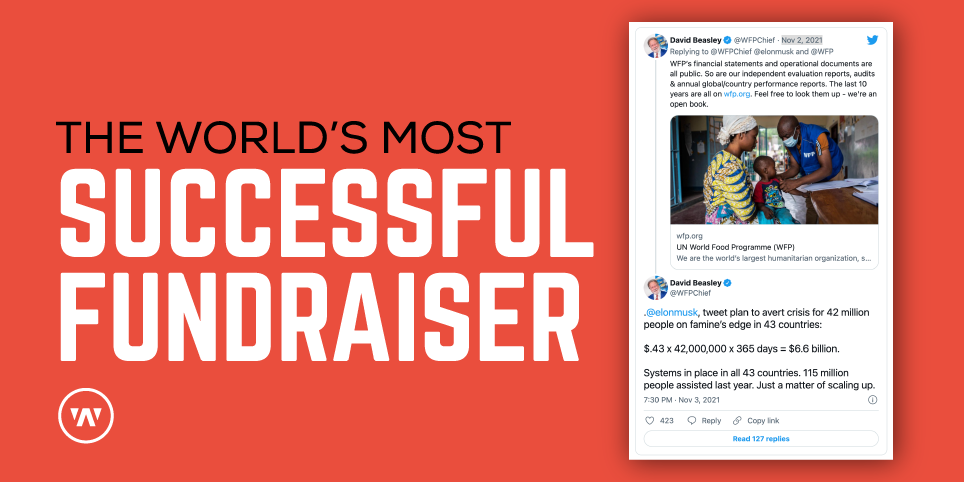 THE WORLD'S MOST
SUCCESSFUL
FUNDRAISER
David Beasley @WFPChief · Nov 2, 2021
Replying to @WFPChief @elonmusk and @WFP
WFP's financial statements and operational documents are
all public. So are our independent evaluation reports, audits
& annual global/country performance reports. The last 10
years are all on wfp.org. Feel free to look them up - we're an
open book.
WFP
wfp.org
UN World Food Programme (WFP)
We are the world's largest humanitarian organization, s...
David Beasley
@WFPChief
.@elonmusk, tweet plan to avert crisis for 42 million
people on famine's edge in 43 countries:
$.43 x 42,000,000 x 365 days = $6.6 billion.
Systems in place in all 43 countries. 115 million
people assisted last year. Just a matter of scaling up.
7:30 PM · Nov 3, 2021
423 Reply Copy link
Read 127 replies